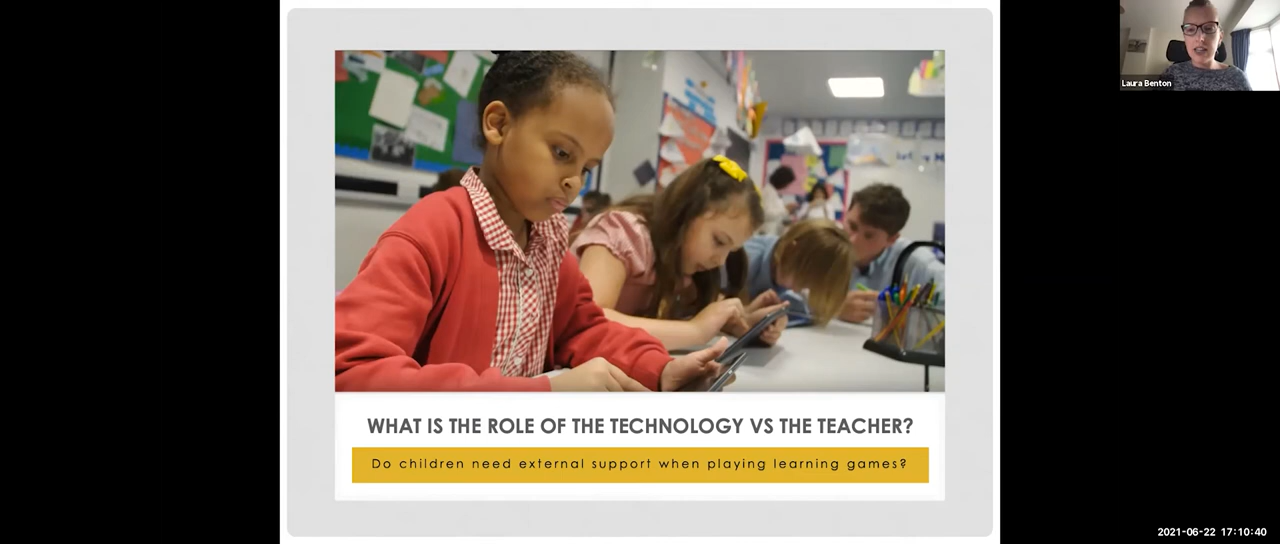 Laura Benton
WHAT IS THE ROLE OF THE TECHNOLOGY VS THE TEACHER?
Do children need external support when playing learning games?
2021-06-22 17:10:40